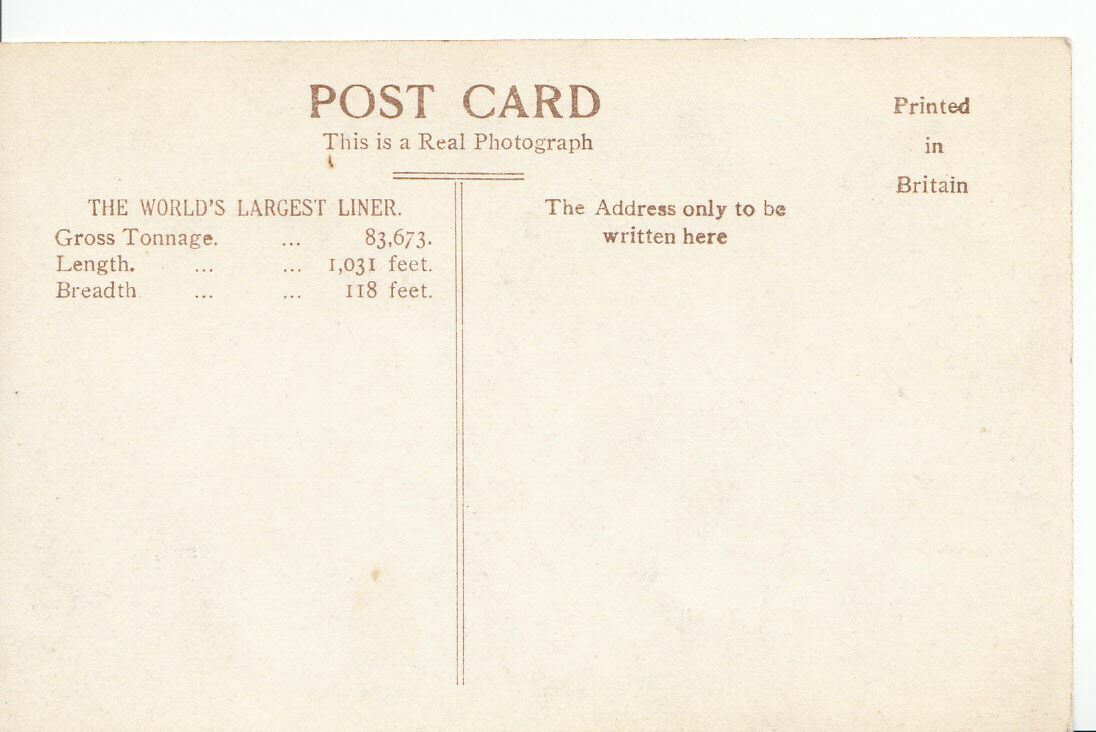 POST CARD
This is a Real Photograph
Printed
in
Britain
THE WORLD'S LARGEST LINER.
Gross Tonnage. ... 83,673.
Length. ... ... 1,031 feet.
Breadth ... ... 118 feet.
The Address only to be
written here